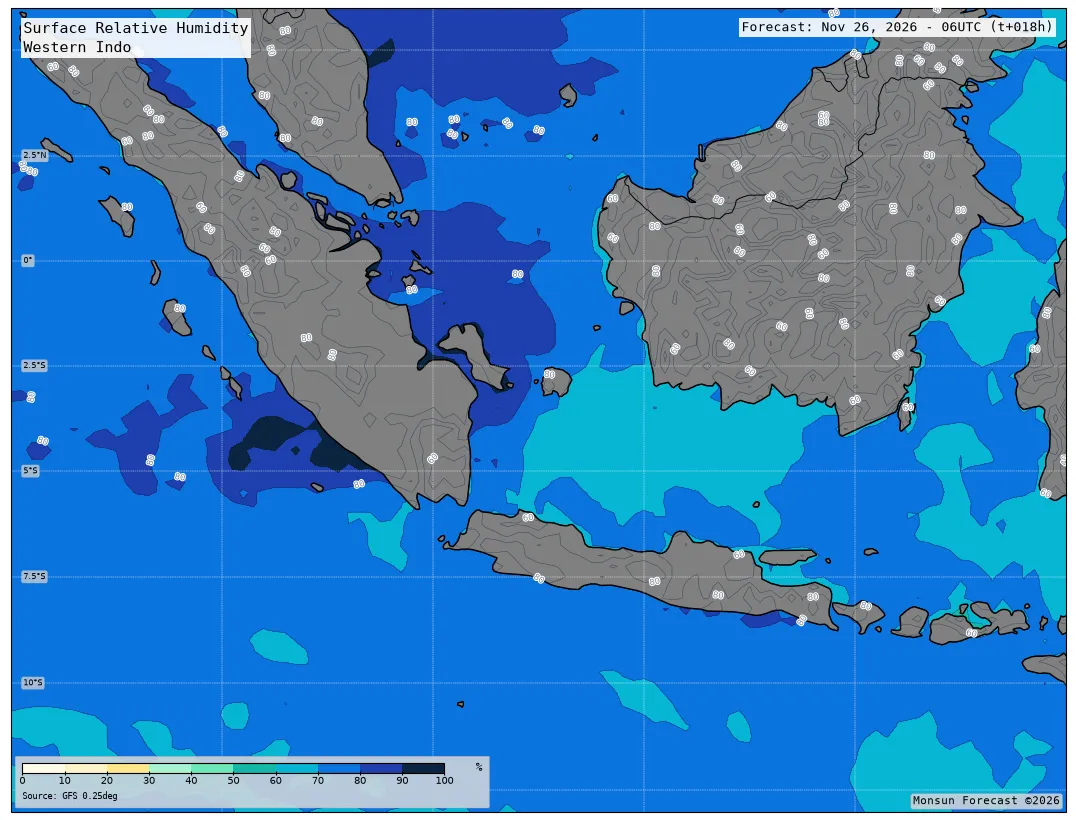 Surface Relative Humidity
Western Indo
Forecast: Nov 26, 2026 - 06UTC (t+018h)
2.5°N
0°
2.5°S
5°S
7.5°S
10°S
%
0 10 20 30 40 50 60 70 80 90 100
Source: GFS 0.25deg
Monsun Forecast ©2026